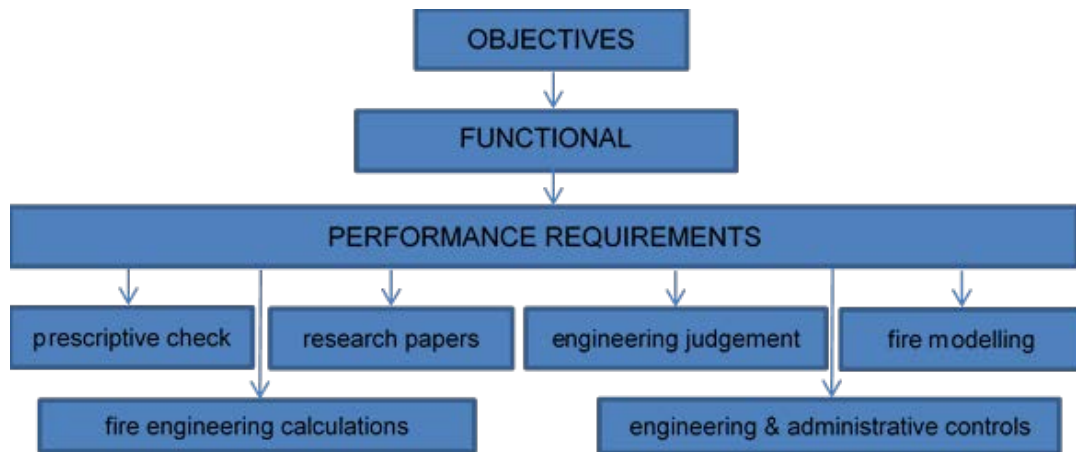 OBJECTIVES
FUNCTIONAL
PERFORMANCE REQUIREMENTS
prescriptive check
research papers
engineering judgement
fire modelling
fire engineering calculations
engineering & administrative controls